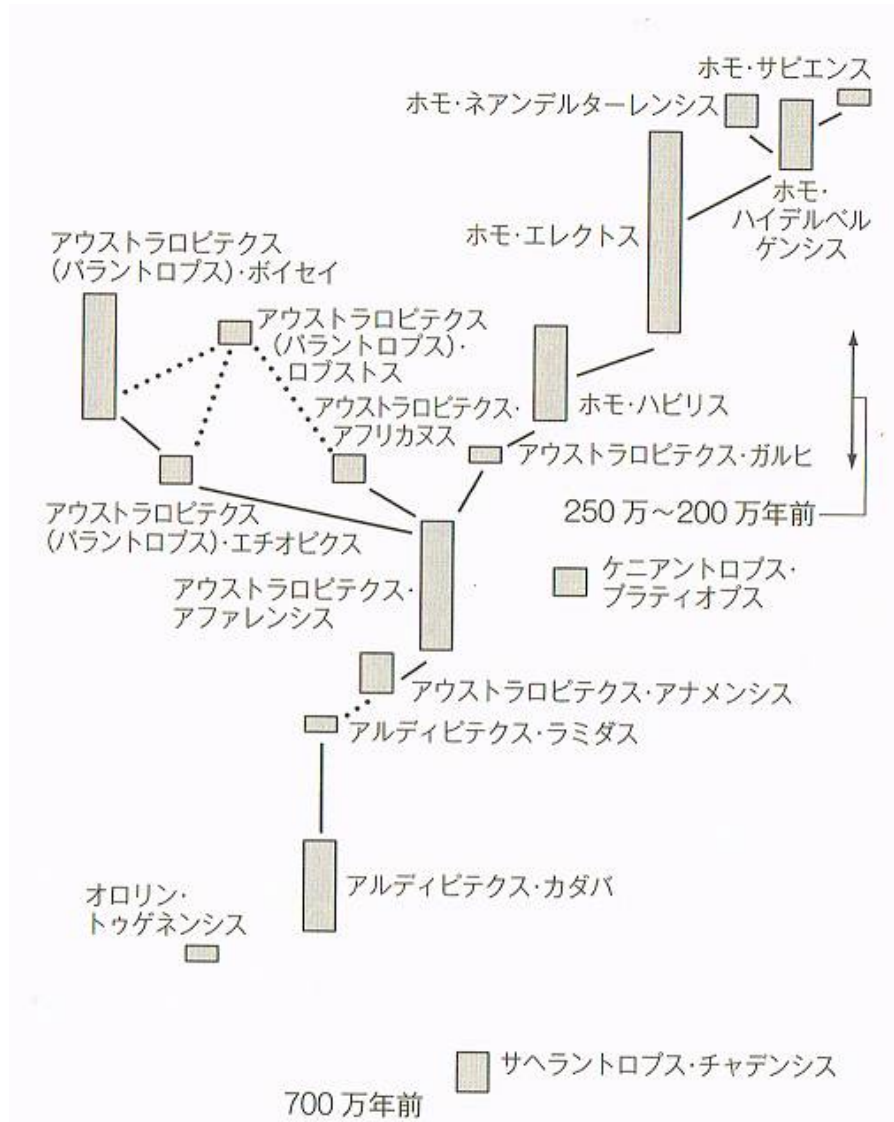 ホモ・サピエンス
ホモ・ネアンデルターレンシス
ホモ・
ハイデルベル
ゲンシス
ホモ・エレクトス
アウストラロピテクス
(パラントロプス)・ボイセイ
アウストラロピテクス
(パラントロプス)・
ロブストス
ホモ・ハビリス
アウストラロピテクス・
アフリカヌス
アウストラロピテクス・ガルヒ
250万〜200万年前
アウストラロピテクス
(パラントロプス)・エチオピクス
ケニアントロプス・
プラティオプス
アウストラロピテクス・
アファレンシス
アウストラロピテクス・アナメンシス
アルディピテクス・ラミダス
アルディピテクス・カダバ
オロリン・
トゥゲネンシス
サヘラントロプス・チャデンシス
700万年前